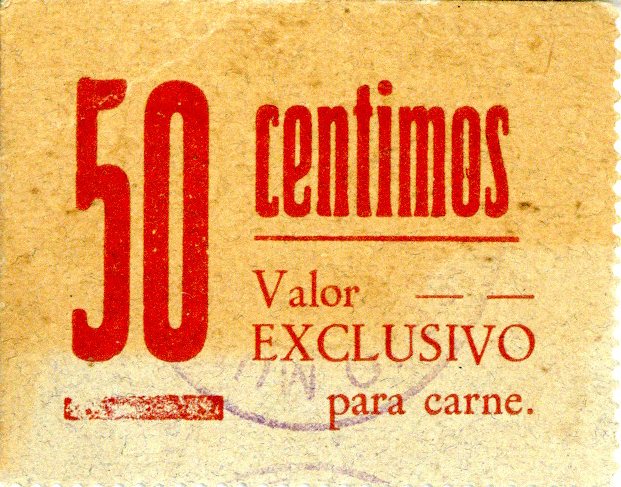 50 centimos
Valor — —
EXCLUSIVO
para carne.